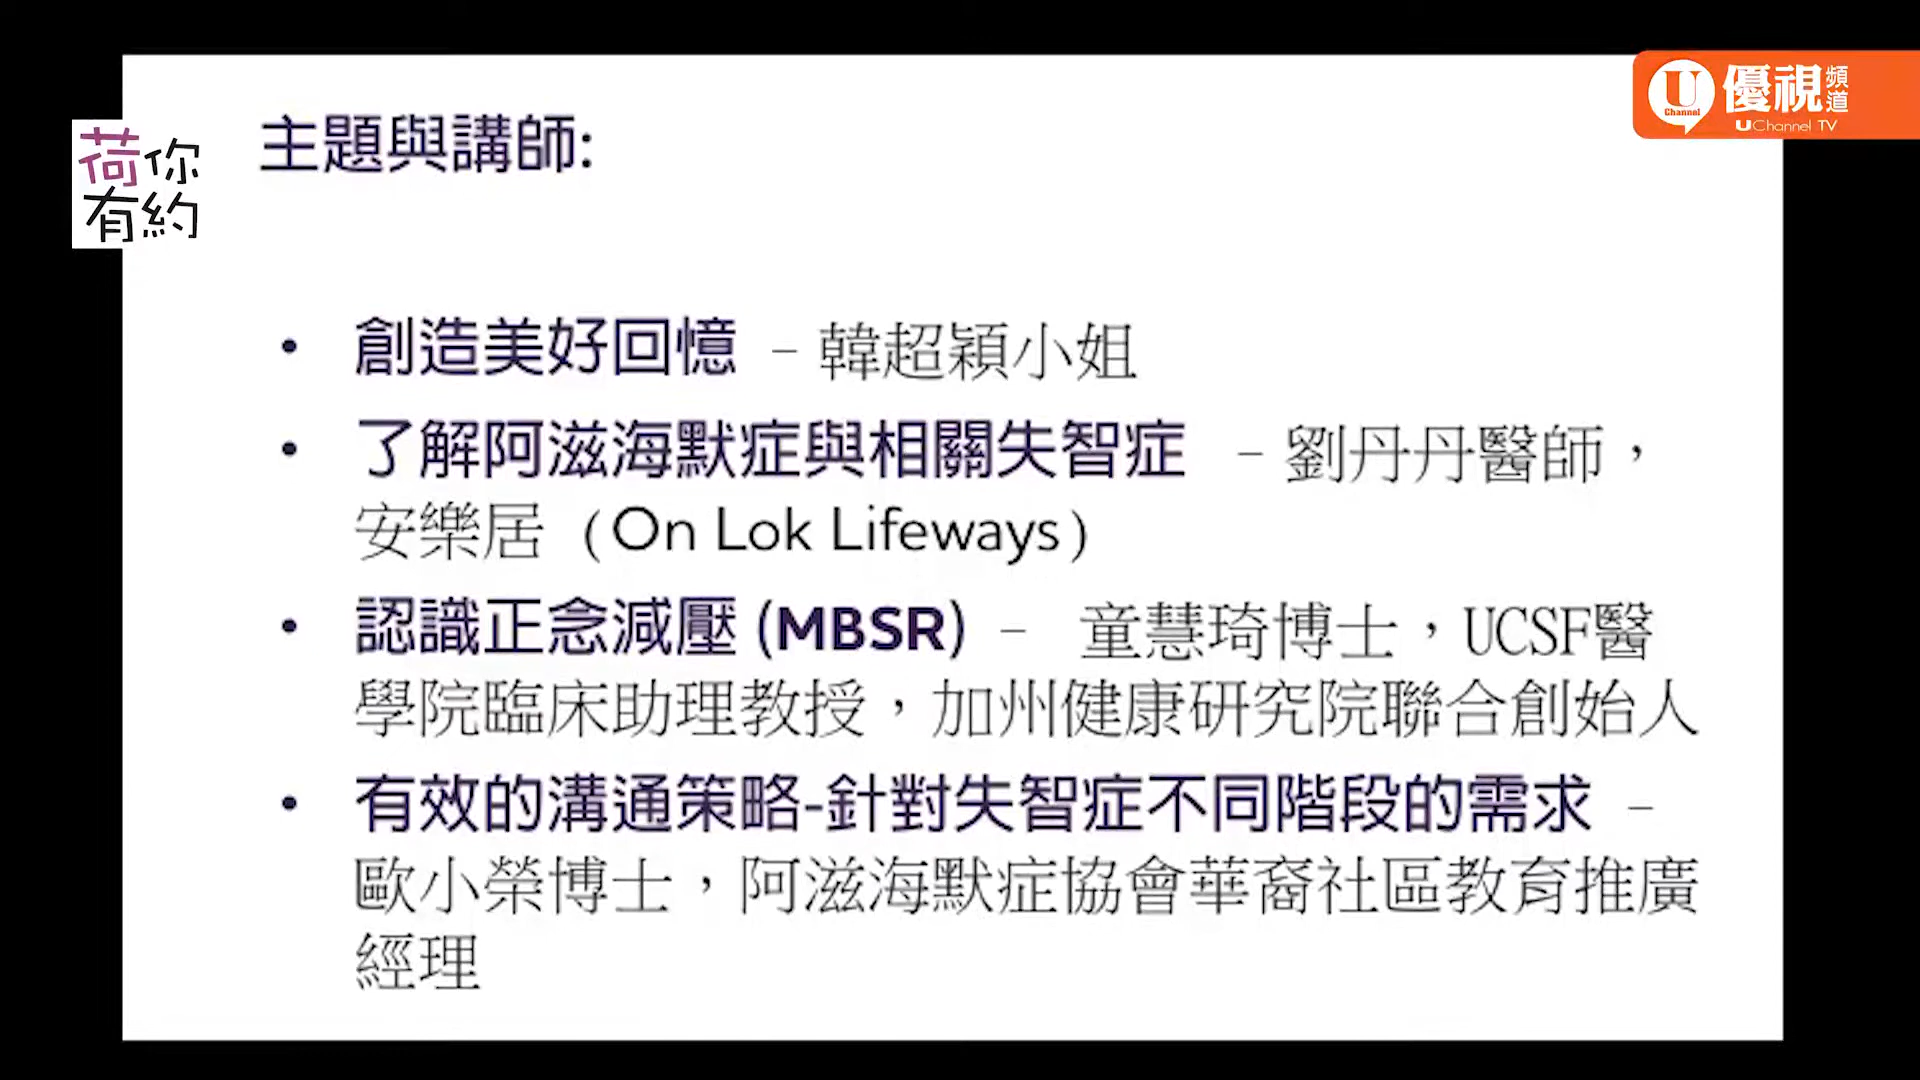 主題與講師:
• 創造美好回憶 – 韓超穎小姐
• 了解阿滋海默症與相關失智症 – 劉丹丹醫師，
安樂居 (On Lok Lifeways)
• 認識正念減壓 (MBSR) – 童慧琦博士，UCSF醫
學院臨床助理教授，加州健康研究院聯合創始人
• 有效的溝通策略-針對失智症不同階段的需求 –
歐小榮博士，阿滋海默症協會華裔社區教育推廣
經理
荷你
有約
U Channel
優視頻道
UChannel TV